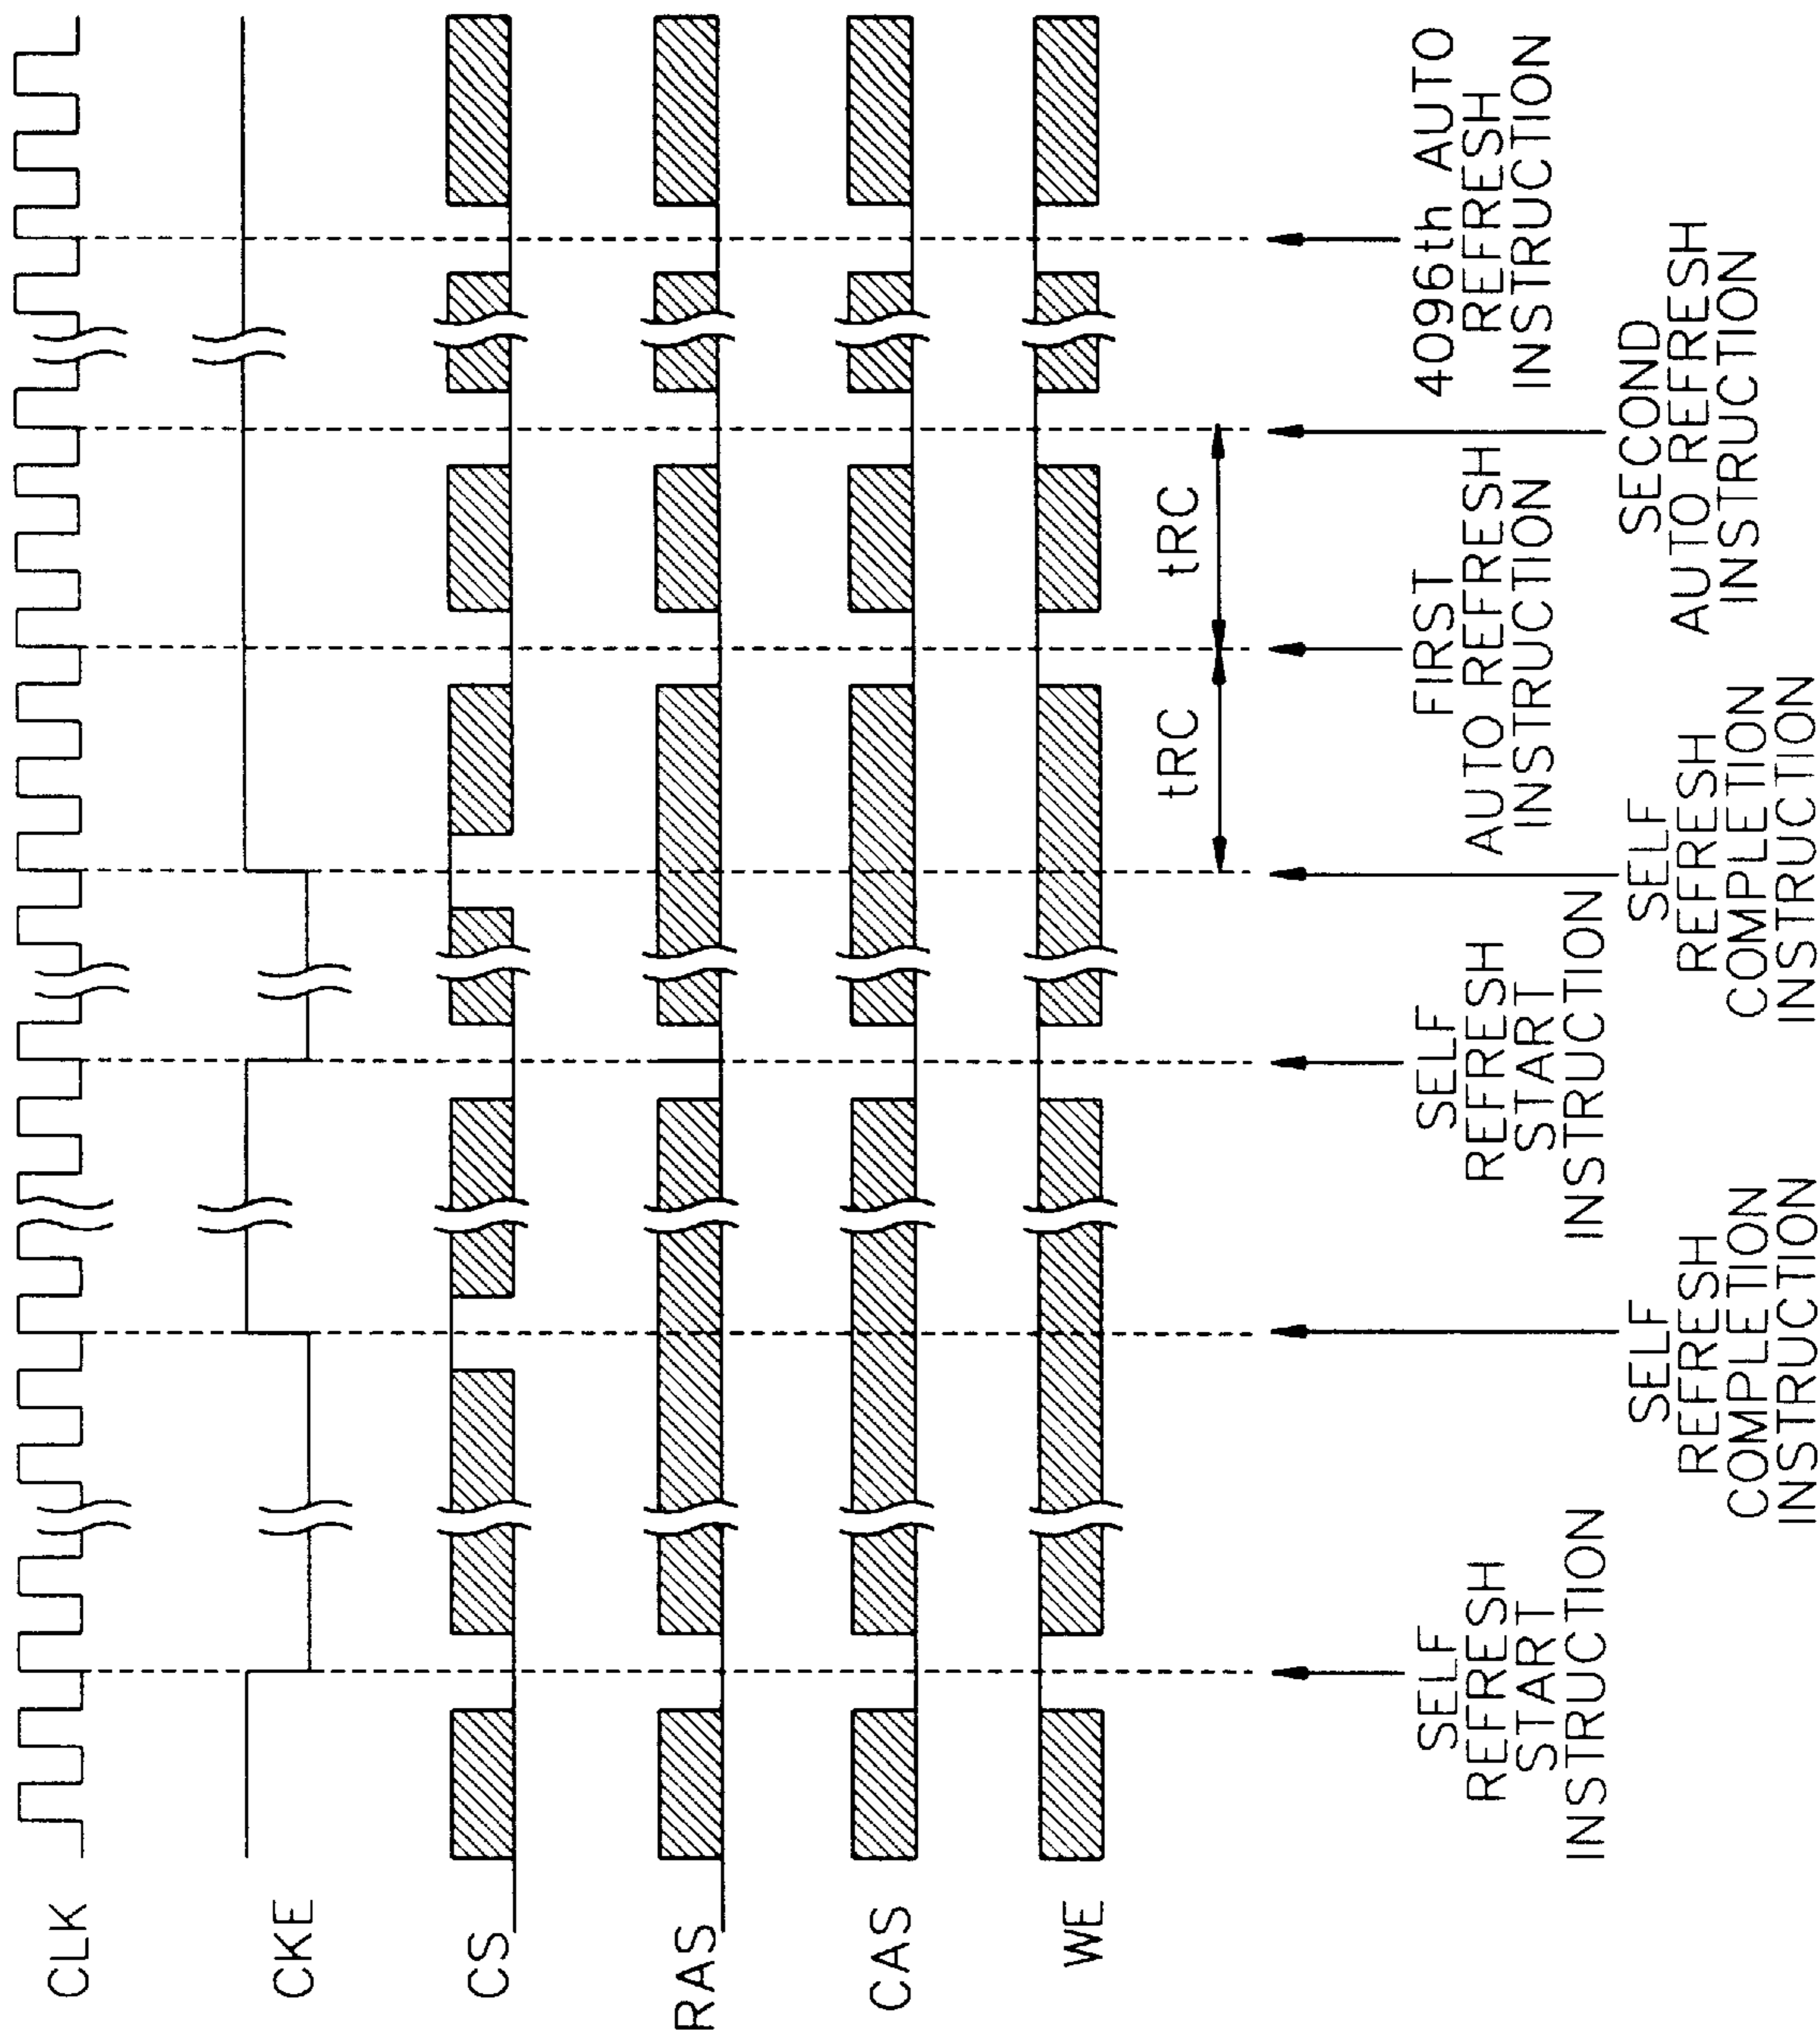 CLK
CKE
CS
RAS
CAS
WE
tRC
tRC
SELF
REFRESH
START
INSTRUCTION
SELF
REFRESH
COMPLETION
INSTRUCTION
SELF
REFRESH
START
INSTRUCTION
SELF
REFRESH
COMPLETION
INSTRUCTION
FIRST
AUTO REFRESH
INSTRUCTION
SECOND
AUTO REFRESH
INSTRUCTION
4096th AUTO
REFRESH
INSTRUCTION